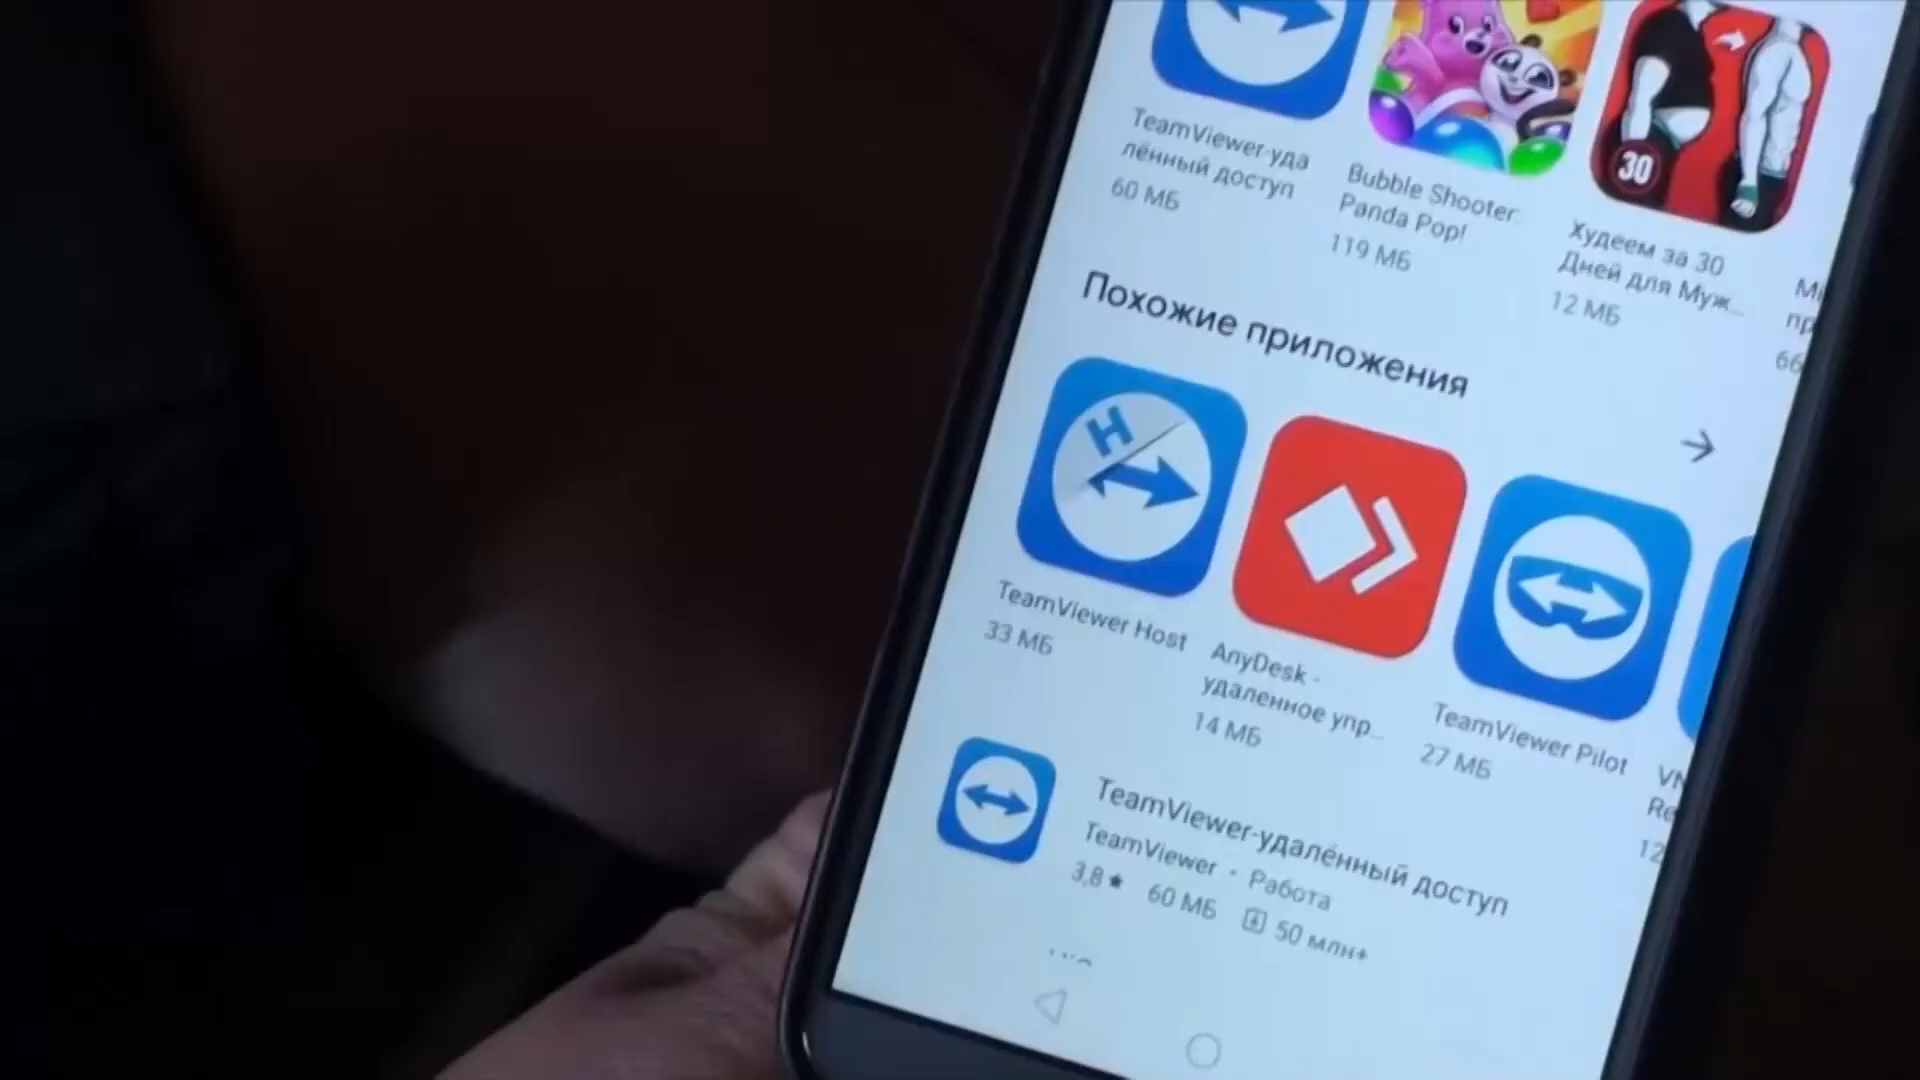 TeamViewer-уда
лённый доступ
60 МБ
Bubble Shooter:
Panda Pop!
119 МБ
30
Худеем за 30
Дней для Муж...
12 МБ
66
Похожие приложения
H
TeamViewer Host
33 МБ
AnyDesk -
удаленное упр...
14 МБ
TeamViewer Pilot
27 МБ
12
TeamViewer-удалённый доступ
TeamViewer • Работа
3,8★ 60 МБ 50 млн+